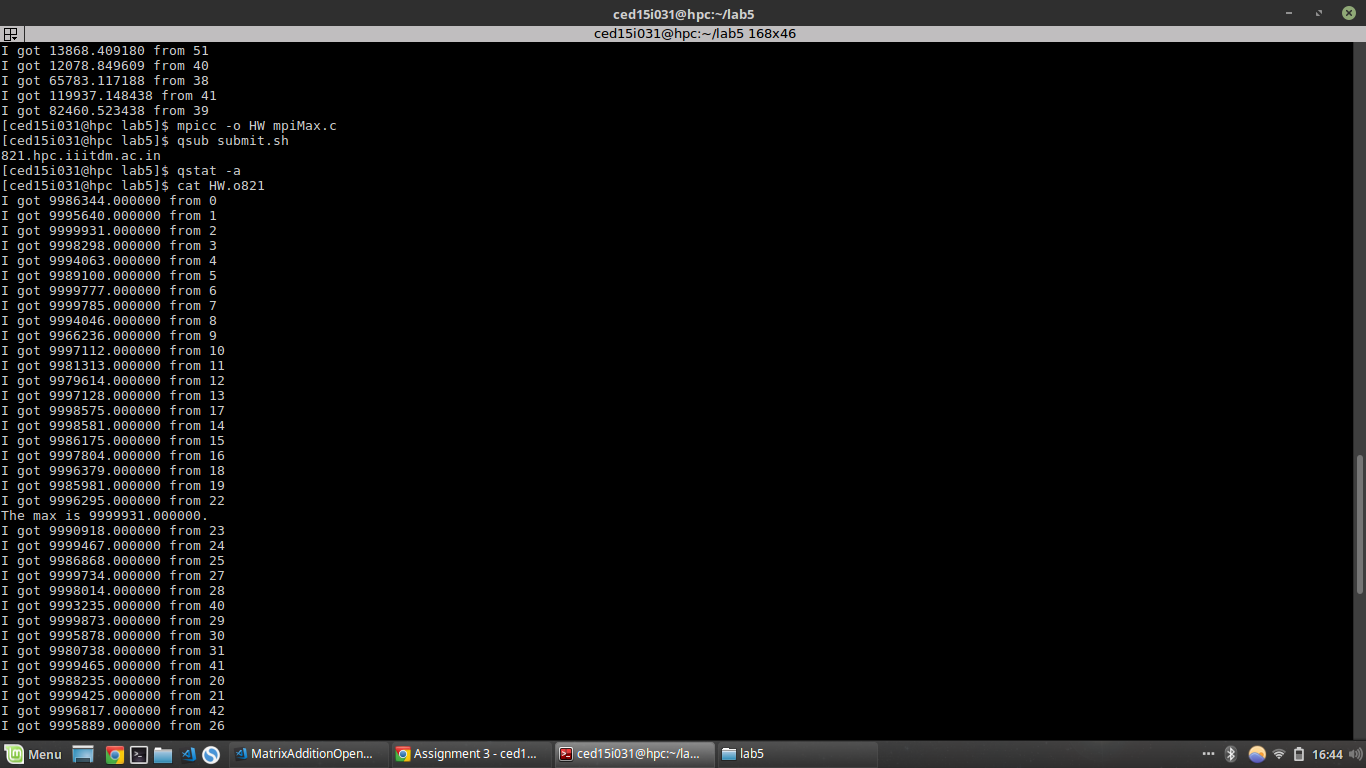 ced15i031@hpc:~/lab5
ced15i031@hpc:~/lab5 168x46
I got 13868.409180 from 51
I got 12078.849609 from 40
I got 65783.117188 from 38
I got 119937.148438 from 41
I got 82460.523438 from 39
[ced15i031@hpc lab5]$ mpicc -o HW mpiMax.c
[ced15i031@hpc lab5]$ qsub submit.sh
821.hpc.iiitdm.ac.in
[ced15i031@hpc lab5]$ qstat -a
[ced15i031@hpc lab5]$ cat HW.o821
I got 9986344.000000 from 0
I got 9995640.000000 from 1
I got 9999931.000000 from 2
I got 9998298.000000 from 3
I got 9994063.000000 from 4
I got 9989100.000000 from 5
I got 9999777.000000 from 6
I got 9999785.000000 from 7
I got 9994046.000000 from 8
I got 9966236.000000 from 9
I got 9997112.000000 from 10
I got 9981313.000000 from 11
I got 9979614.000000 from 12
I got 9997128.000000 from 13
I got 9998575.000000 from 17
I got 9998581.000000 from 14
I got 9986175.000000 from 15
I got 9997804.000000 from 16
I got 9996379.000000 from 18
I got 9985981.000000 from 19
I got 9996295.000000 from 22
The max is 9999931.000000.
I got 9990918.000000 from 23
I got 9999467.000000 from 24
I got 9986868.000000 from 25
I got 9999734.000000 from 27
I got 9998014.000000 from 28
I got 9993235.000000 from 40
I got 9999873.000000 from 29
I got 9995878.000000 from 30
I got 9980738.000000 from 31
I got 9999465.000000 from 41
I got 9988235.000000 from 20
I got 9999425.000000 from 21
I got 9996817.000000 from 42
I got 9995889.000000 from 26
Menu MatrixAdditionOpen... Assignment 3 - ced1... ced15i031@hpc:~/la... lab5 16:44